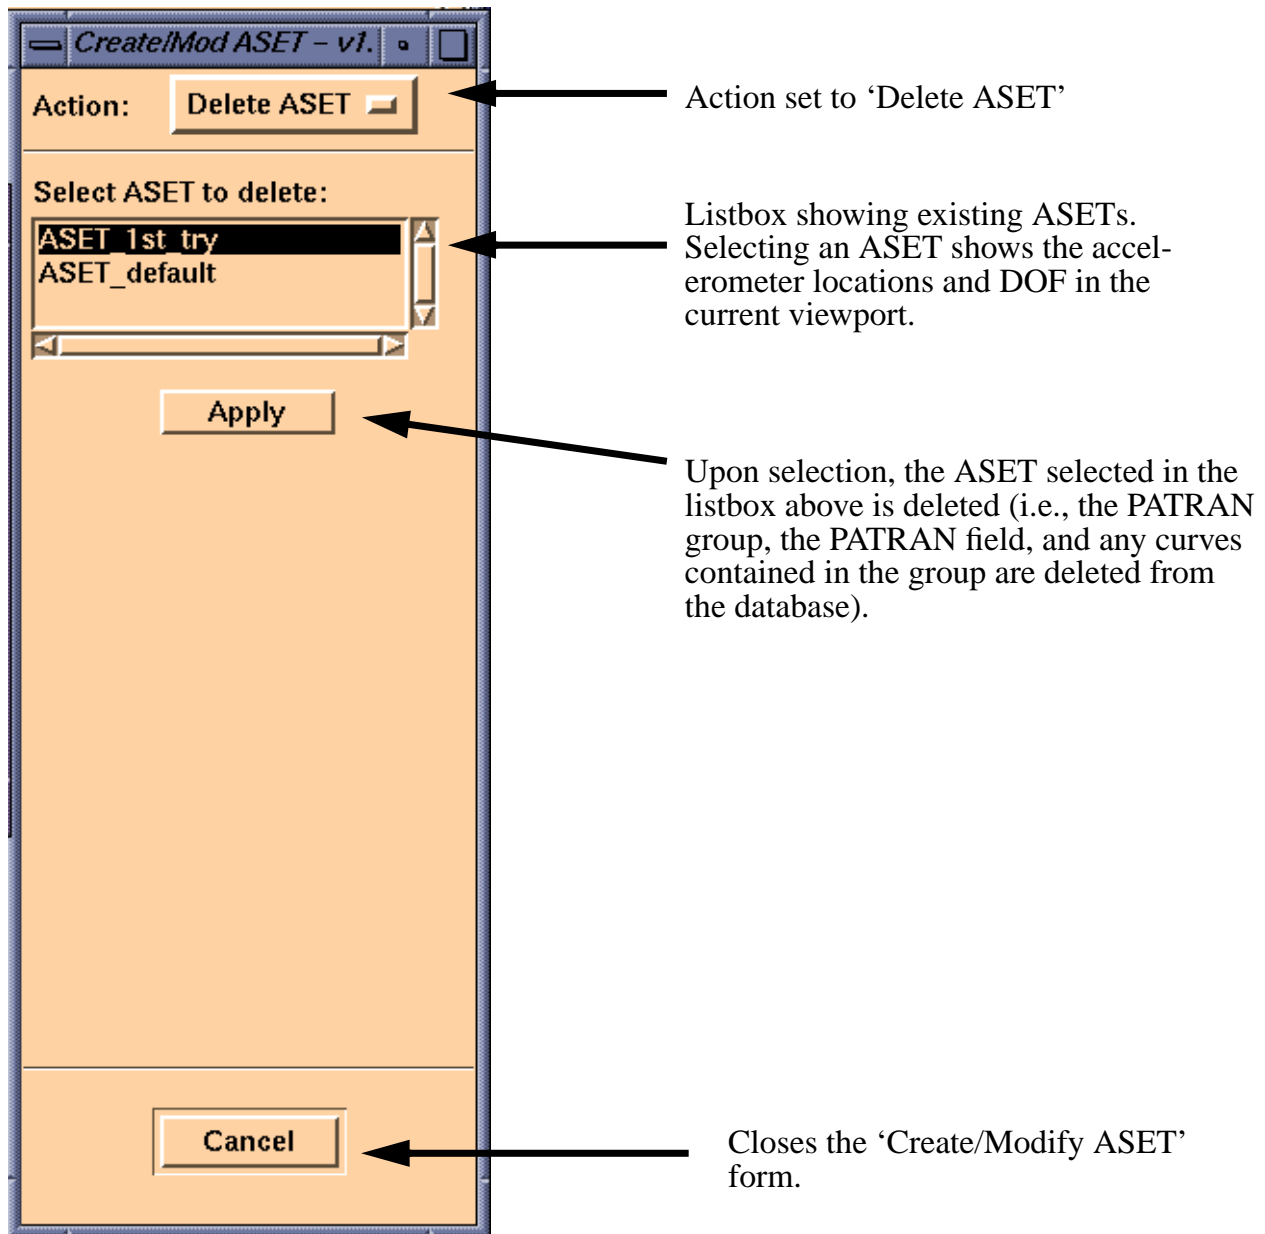 Create/Mod ASET – v1.
Action: Delete ASET
Action set to ‘Delete ASET’
Select ASET to delete:
ASET_1st_try
ASET_default
Listbox showing existing ASETs.
Selecting an ASET shows the accel-
erometer locations and DOF in the
current viewport.
Apply
Upon selection, the ASET selected in the
listbox above is deleted (i.e., the PATRAN
group, the PATRAN field, and any curves
contained in the group are deleted from
the database).
Cancel
Closes the ‘Create/Modify ASET’
form.